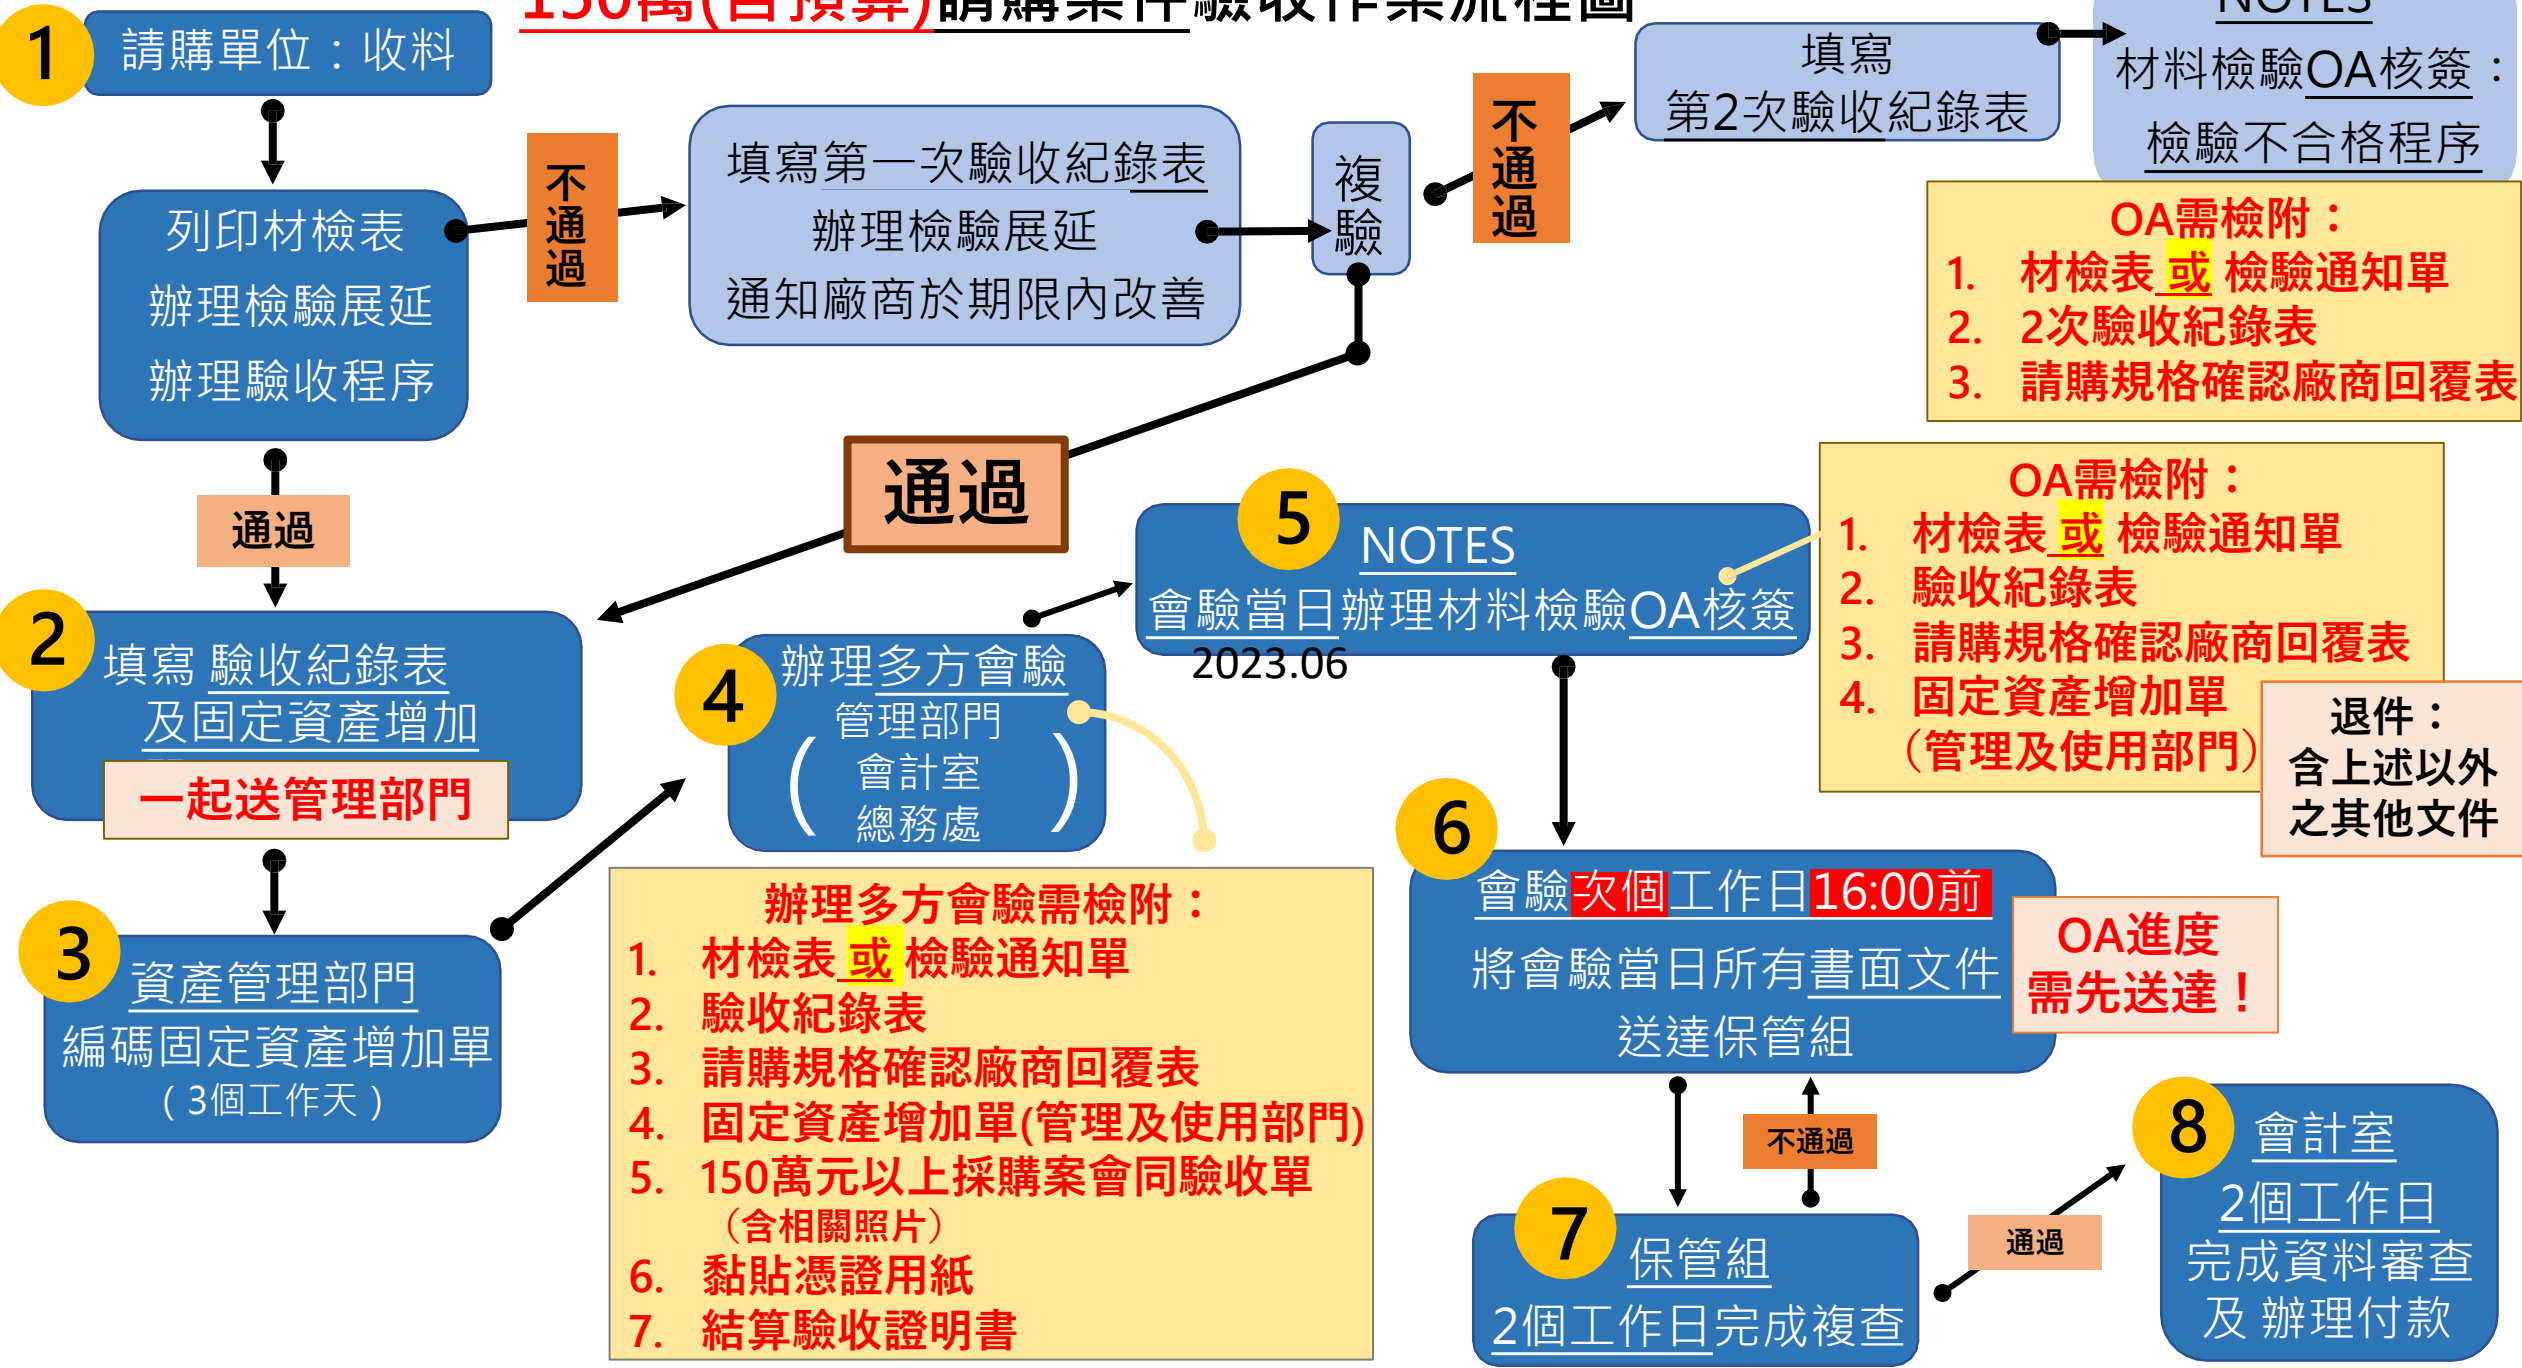 150萬(含預算)請購案件驗收作業流程圖
1
請購單位：收料
列印材檢表
辦理檢驗展延
辦理驗收程序
不通過
填寫第一次驗收紀錄表
辦理檢驗展延
通知廠商於期限內改善
複驗
不通過
填寫
第2次驗收紀錄表
NOTES
材料檢驗OA核簽：
檢驗不合格程序
OA需檢附：
1. 材檢表 或 檢驗通知單
2. 2次驗收紀錄表
3. 請購規格確認廠商回覆表
通過
通過
2
填寫 驗收紀錄表
及固定資產增加
一起送管理部門
3
資產管理部門
編碼固定資產增加單
（3個工作天）
4
辦理多方會驗
（管理部門
會計室
總務處）
辦理多方會驗需檢附：
1. 材檢表 或 檢驗通知單
2. 驗收紀錄表
3. 請購規格確認廠商回覆表
4. 固定資產增加單(管理及使用部門)
5. 150萬元以上採購案會同驗收單
（含相關照片）
6. 黏貼憑證用紙
7. 結算驗收證明書
5
NOTES
會驗當日辦理材料檢驗OA核簽
2023.06
OA需檢附：
1. 材檢表 或 檢驗通知單
2. 驗收紀錄表
3. 請購規格確認廠商回覆表
4. 固定資產增加單
（管理及使用部門）
退件：
含上述以外
之其他文件
6
會驗次個工作日16:00前
將會驗當日所有書面文件
送達保管組
OA進度
需先送達！
不通過
7
保管組
2個工作日完成複查
通過
8
會計室
2個工作日
完成資料審查
及 辦理付款